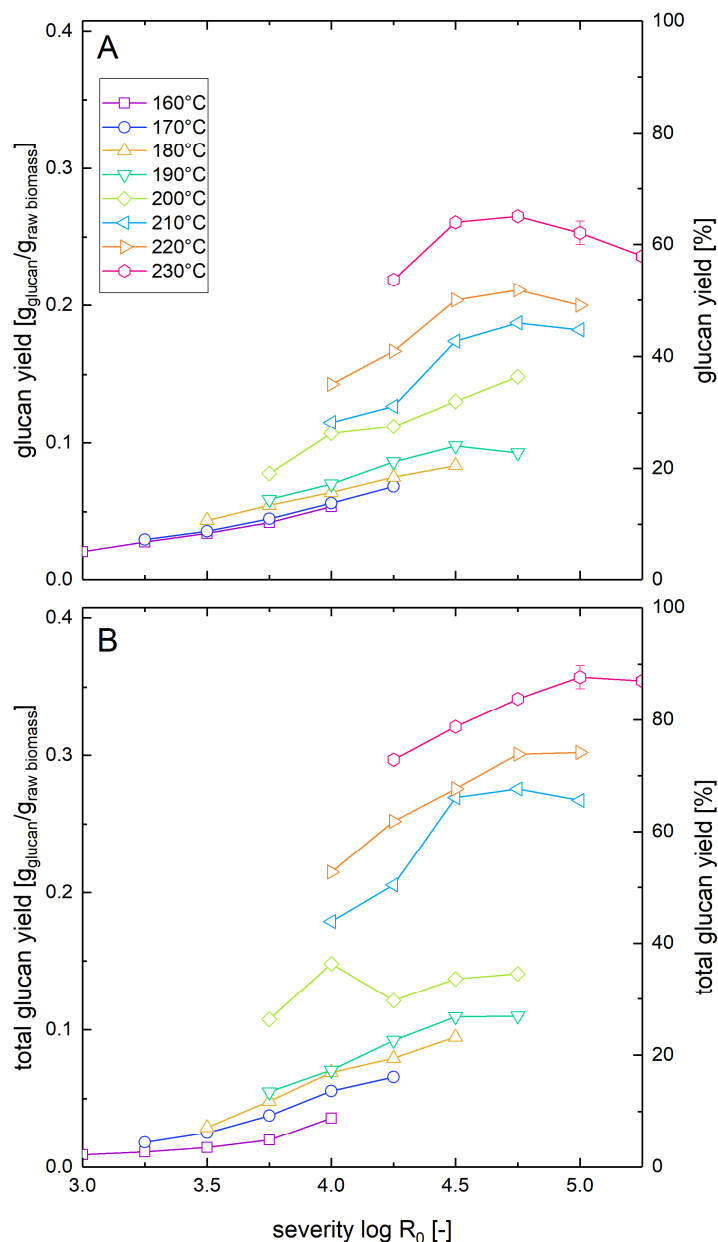 A
160°C
170°C
180°C
190°C
200°C
210°C
220°C
230°C
0.4
0.3
0.2
0.1
0.0
glucan yield [g_glucan/g_raw biomass]
100
80
60
40
20
0
glucan yield [%]
B
0.4
0.3
0.2
0.1
0.0
total glucan yield [g_glucan/g_raw biomass]
100
80
60
40
20
0
total glucan yield [%]
3.0 3.5 4.0 4.5 5.0
severity log R_0 [-]